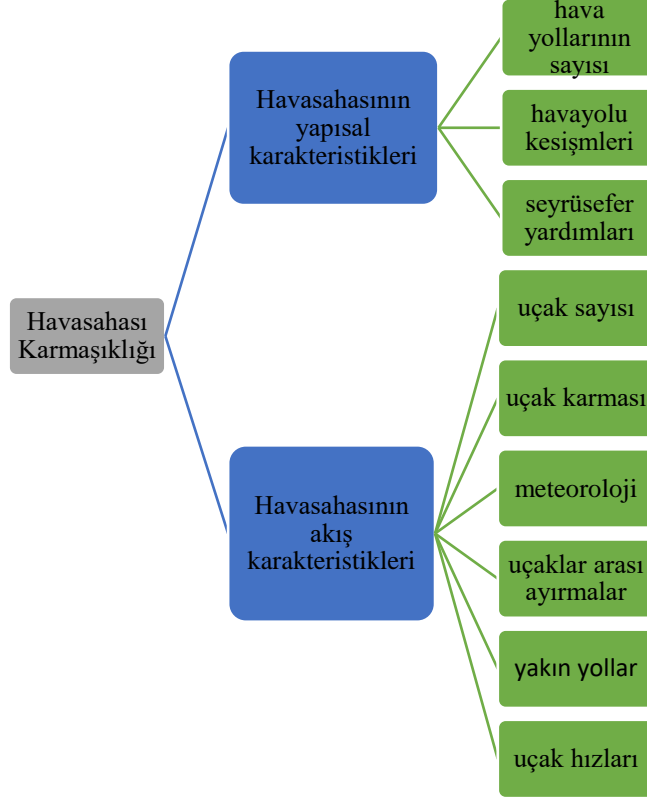 Havasahası
Karmaşıklığı
Havasahasının
yapısal
karakteristikleri
hava
yollarının
sayısı
havayolu
kesişmleri
seyrüsefer
yardımları
Havasahasının
akış
karakteristikleri
uçak sayısı
uçak karması
meteoroloji
uçaklar arası
ayırmalar
yakın yollar
uçak hızları